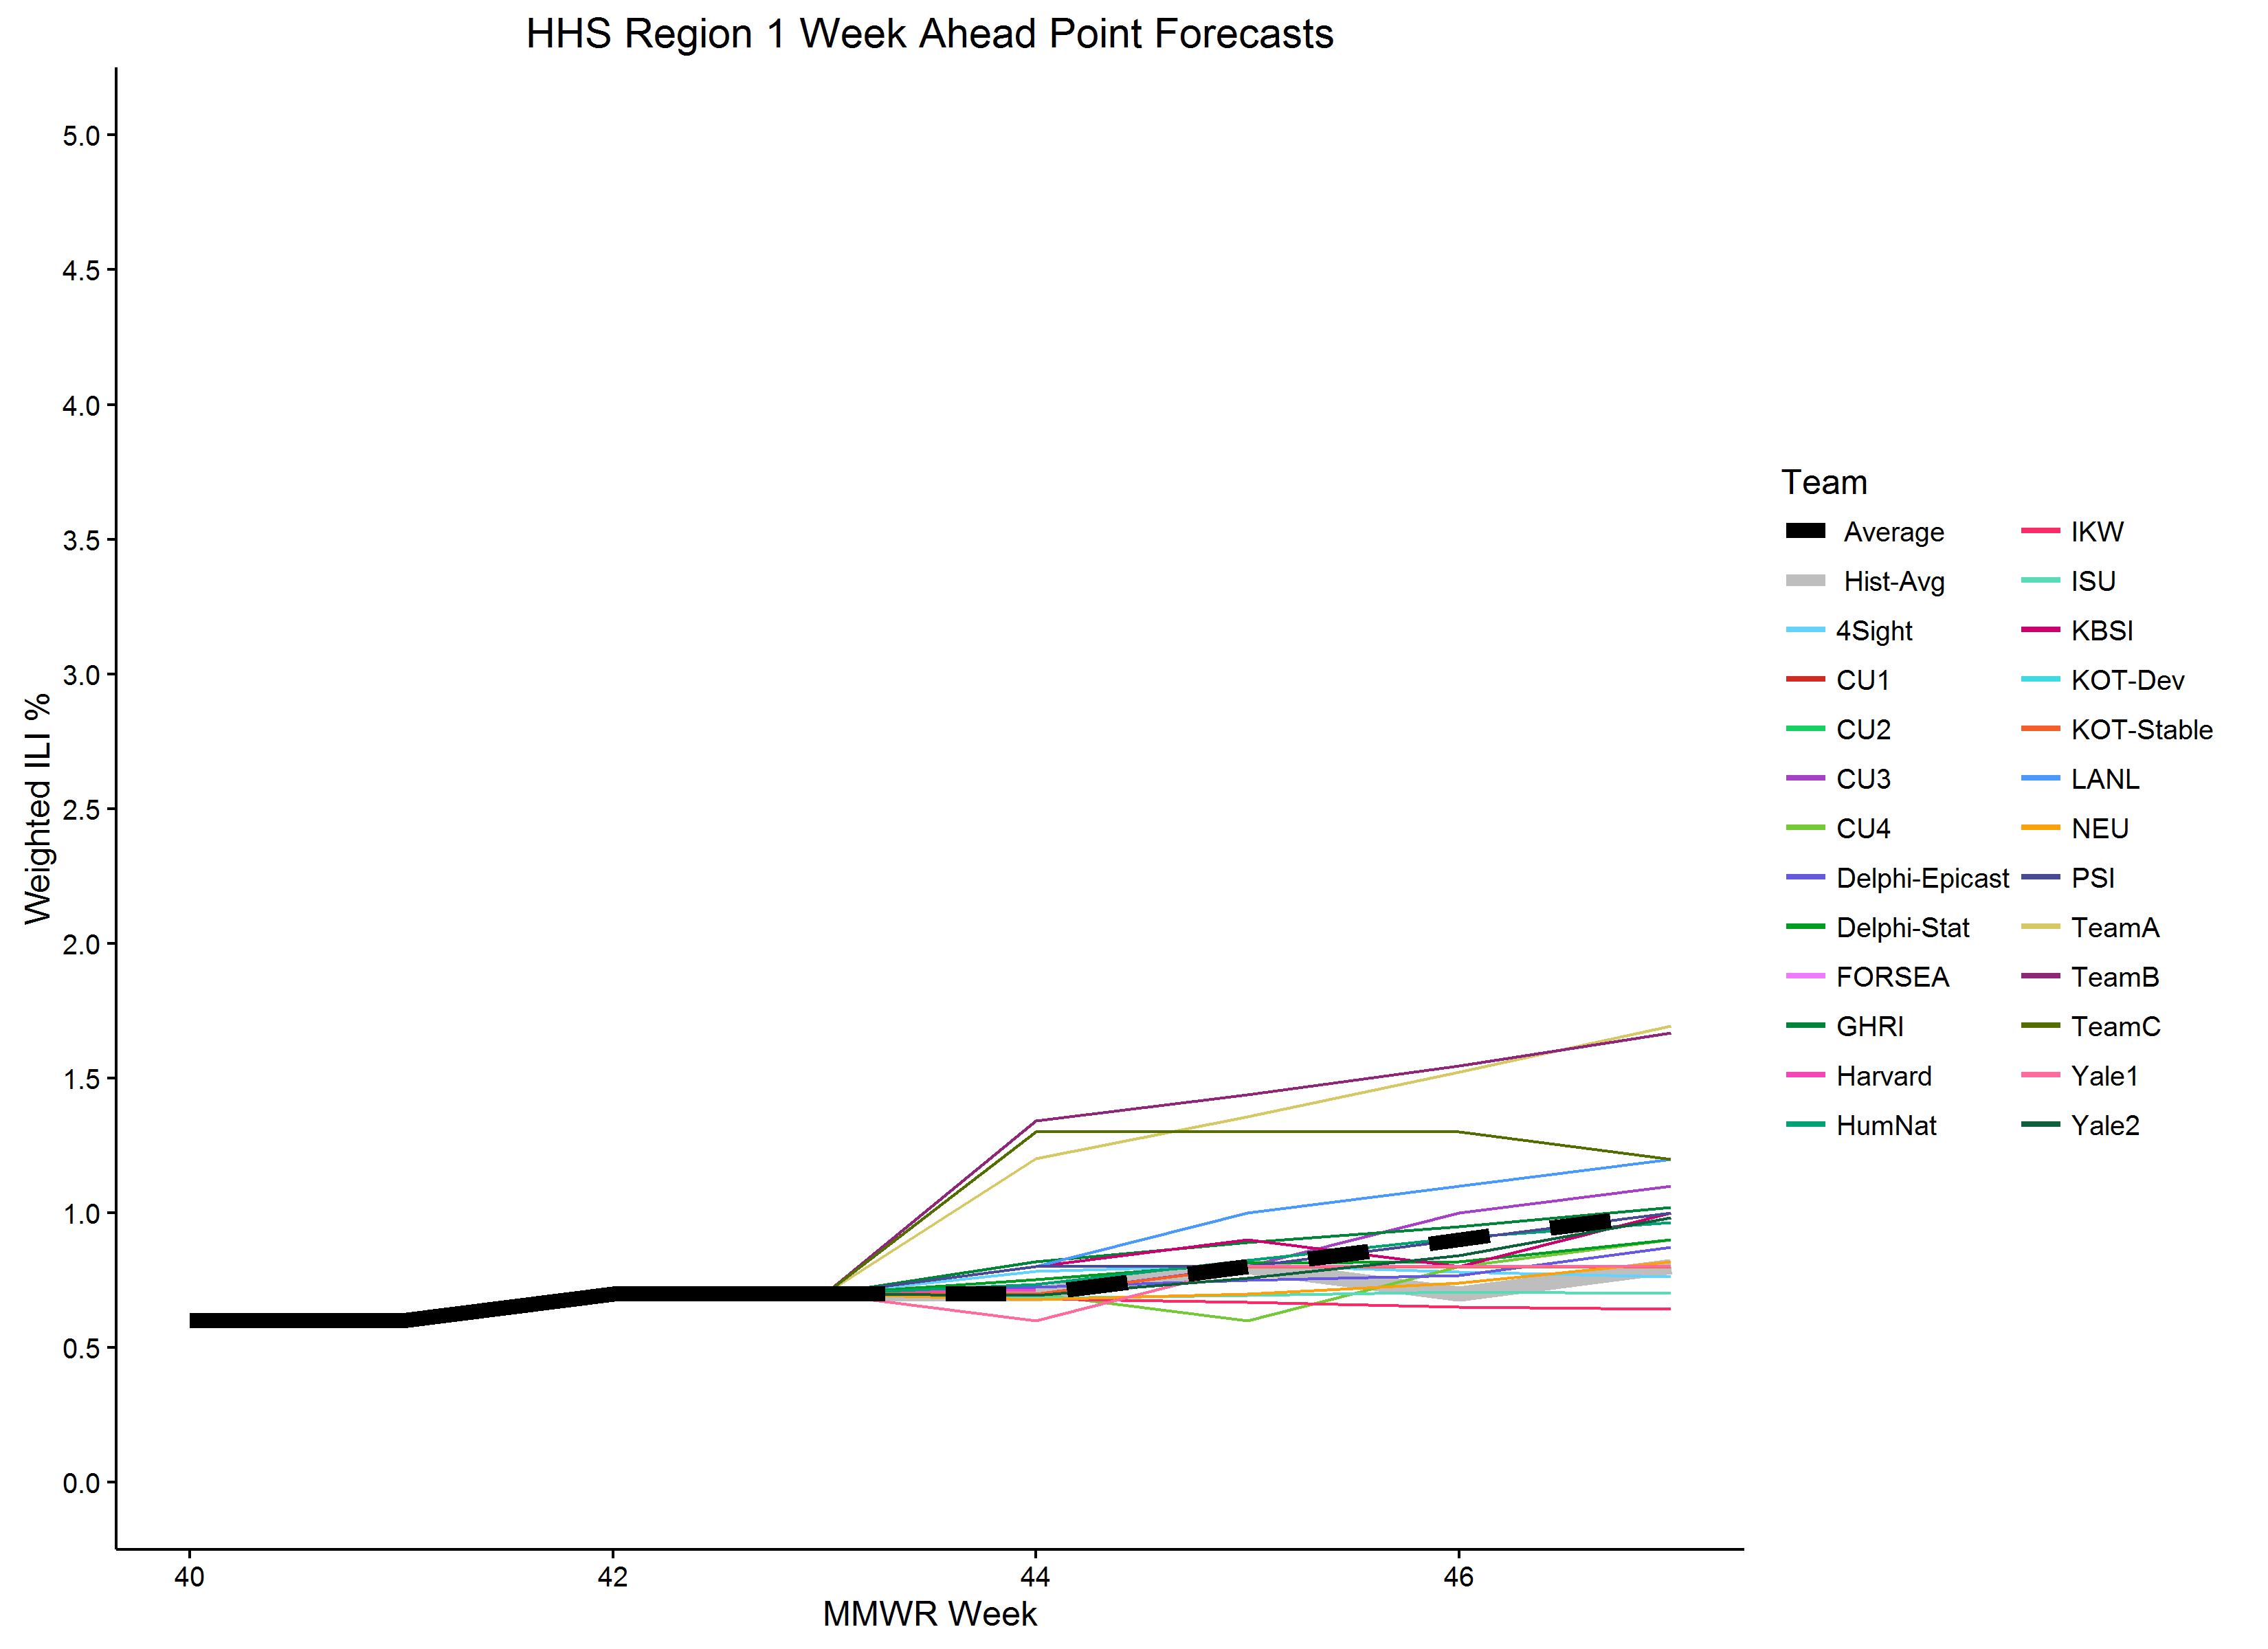 HHS Region 1 Week Ahead Point Forecasts
Weighted ILI %
5.0
4.5
4.0
3.5
3.0
2.5
2.0
1.5
1.0
0.5
0.0
40 42 44 46
MMWR Week
Team
Average
Hist-Avg
4Sight
CU1
CU2
CU3
CU4
Delphi-Epicast
Delphi-Stat
FORSEA
GHRI
Harvard
HumNat
IKW
ISU
KBSI
KOT-Dev
KOT-Stable
LANL
NEU
PSI
TeamA
TeamB
TeamC
Yale1
Yale2